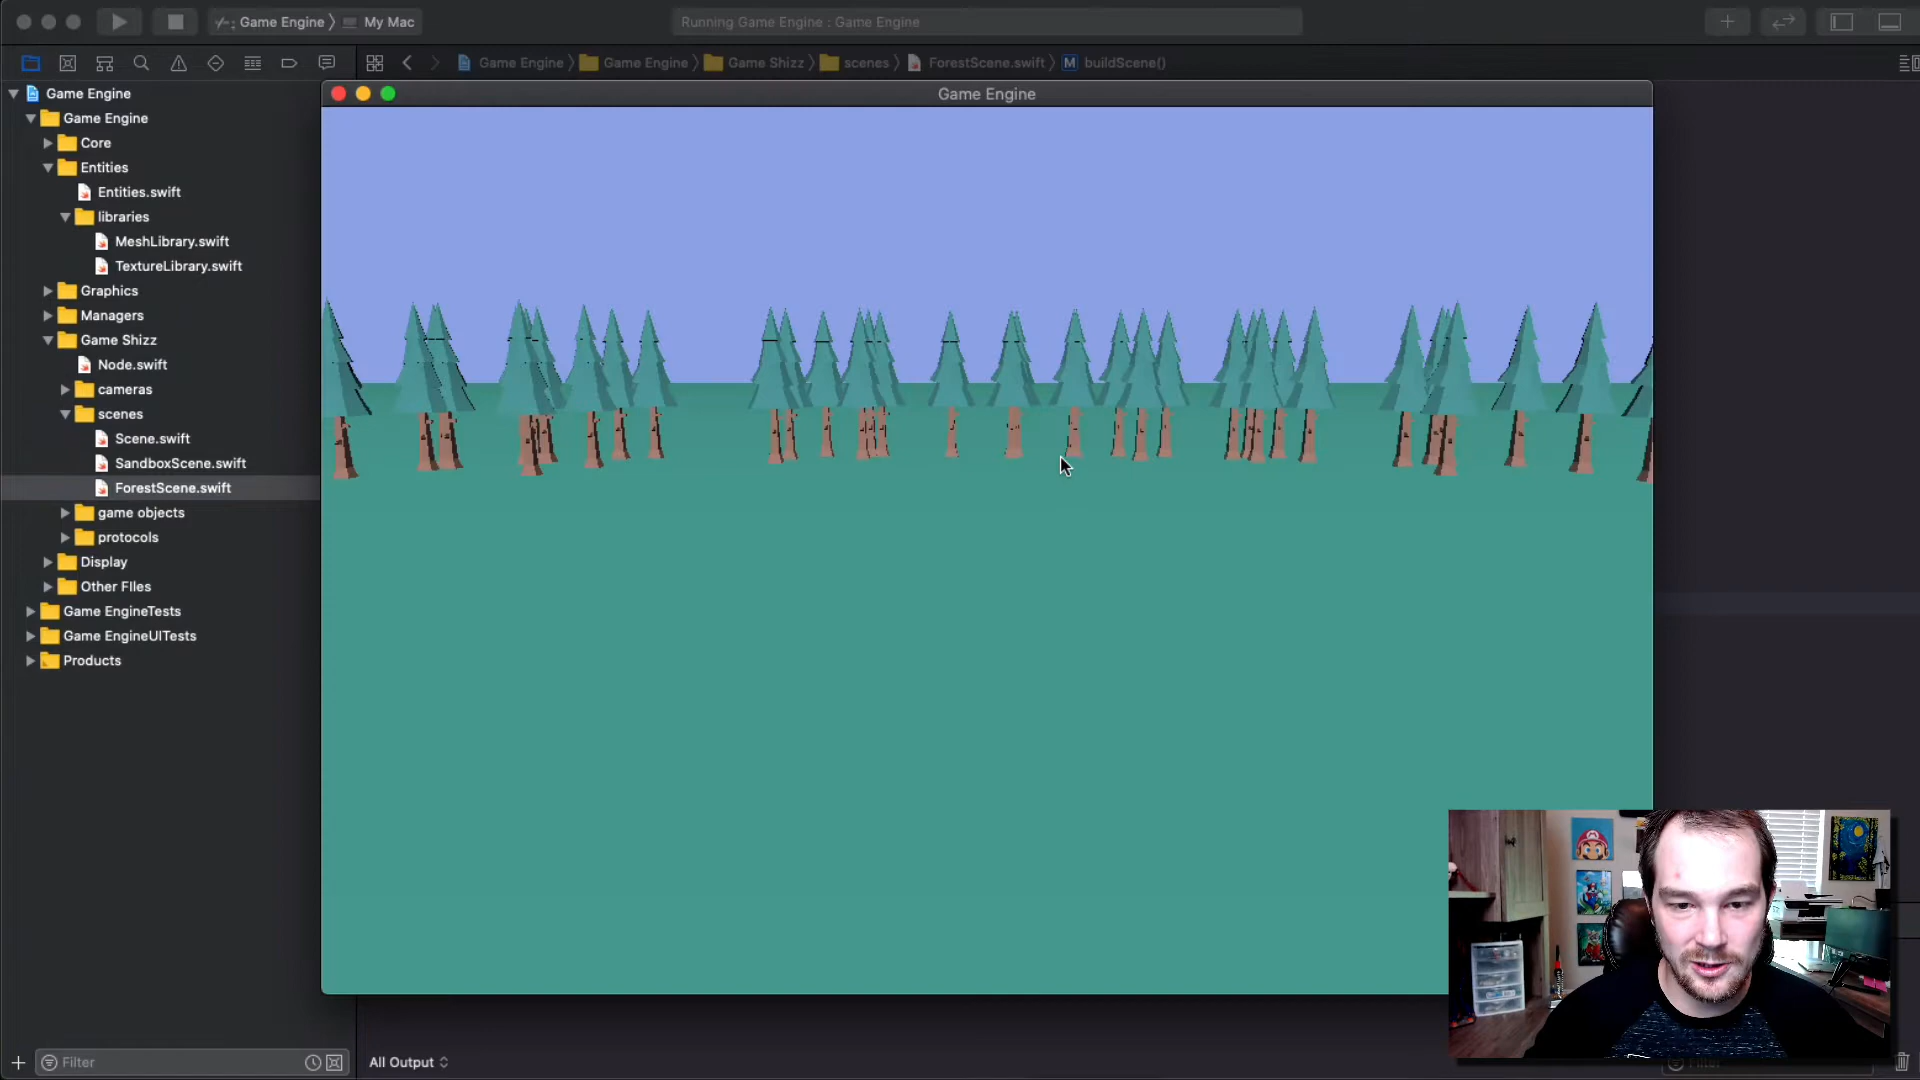 Game Engine 〉 My Mac
Running Game Engine : Game Engine
Game Engine 〉 Game Engine 〉 Game Shizz 〉 scenes 〉 ForestScene.swift 〉 M buildScene()
Game Engine
Game Engine
Game Engine
Core
Entities
Entities.swift
libraries
MeshLibrary.swift
TextureLibrary.swift
Graphics
Managers
Game Shizz
Node.swift
cameras
scenes
Scene.swift
SandboxScene.swift
ForestScene.swift
game objects
protocols
Display
Other FIles
Game EngineTests
Game EngineUITests
Products
Filter
All Output
Filter